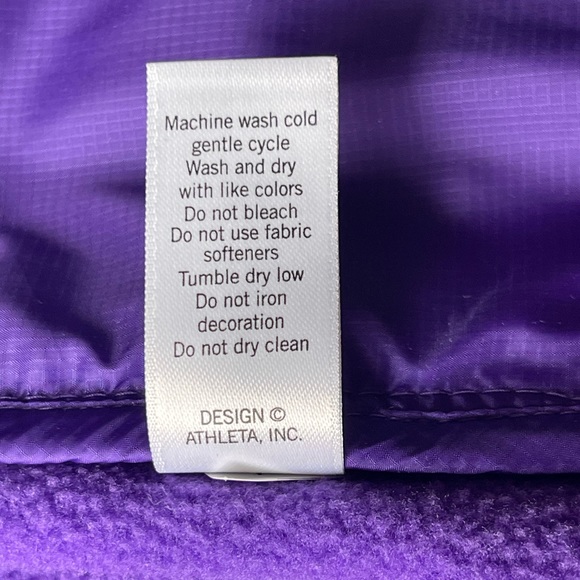 Machine wash cold
gentle cycle
Wash and dry
with like colors
Do not bleach
Do not use fabric
softeners
Tumble dry low
Do not iron
decoration
Do not dry clean
DESIGN ©
ATHLETA, INC.